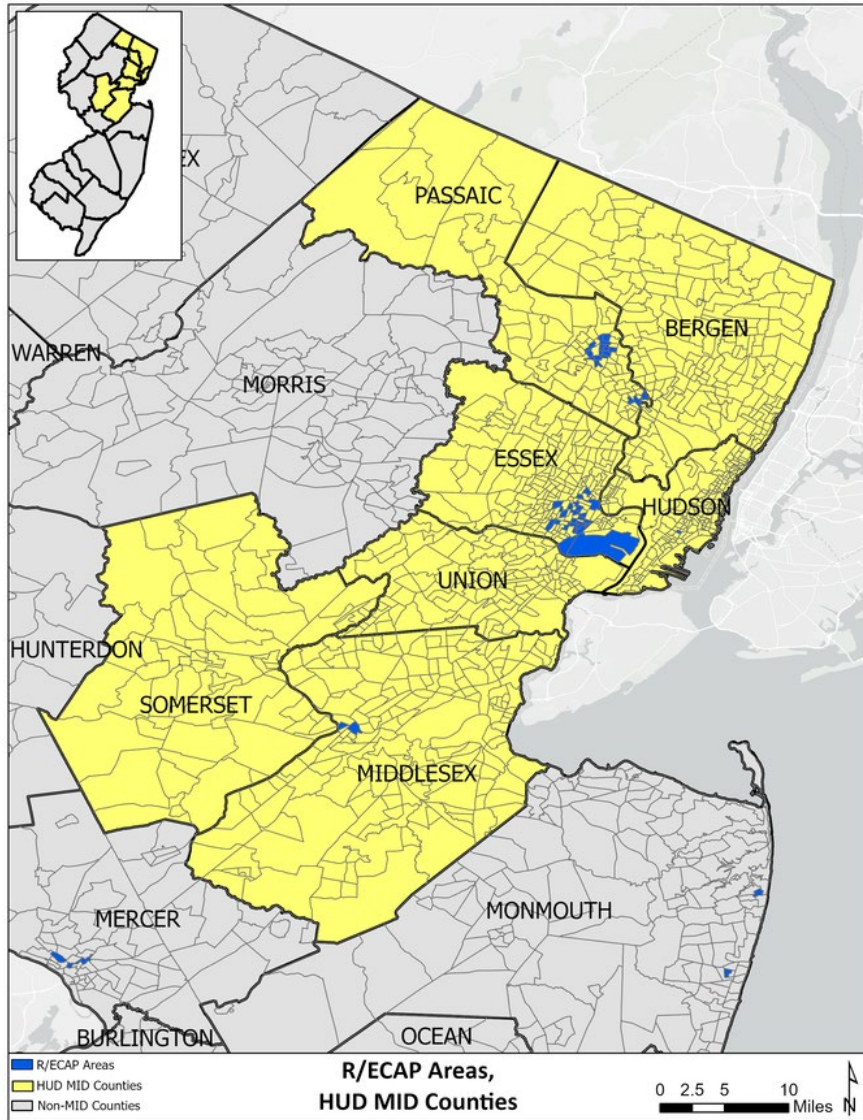 EX
PASSAIC
BERGEN
WARREN
MORRIS
ESSEX
HUDSON
UNION
HUNTERDON
SOMERSET
MIDDLESEX
MERCER
MONMOUTH
BURLINGTON
OCEAN
R/ECAP Areas
HUD MID Counties
Non-MID Counties
R/ECAP Areas,
HUD MID Counties
0 2.5 5 10
Miles
N